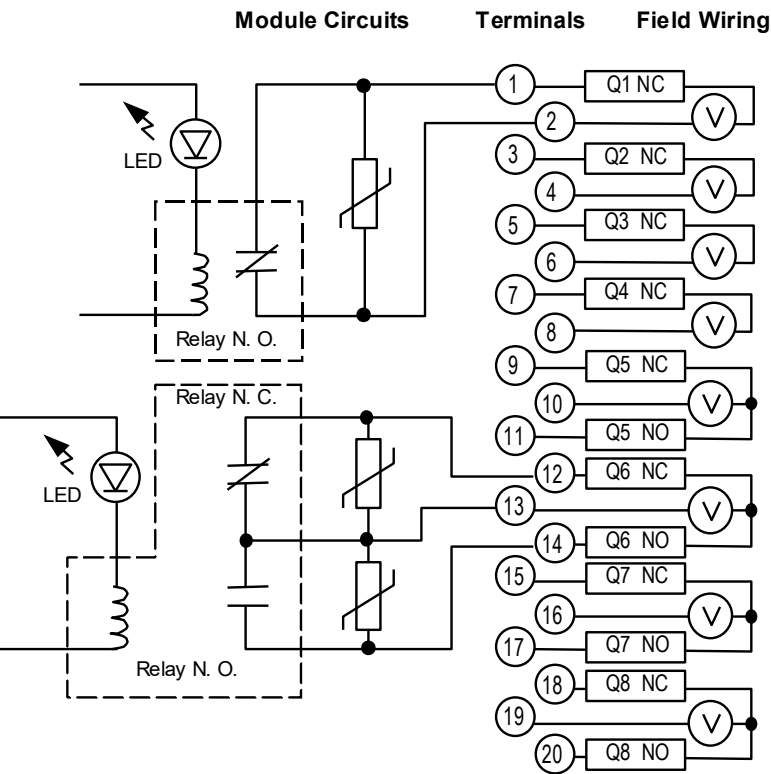 Module Circuits Terminals Field Wiring
1 Q1 NC
2 V
LED
3 Q2 NC
4 V
5 Q3 NC
6 V
7 Q4 NC
8 V
Relay N. O.
9 Q5 NC
Relay N. C.
10 V
11 Q5 NO
12 Q6 NC
LED
13 V
14 Q6 NO
15 Q7 NC
16 V
17 Q7 NO
Relay N. O.
18 Q8 NC
19 V
20 Q8 NO